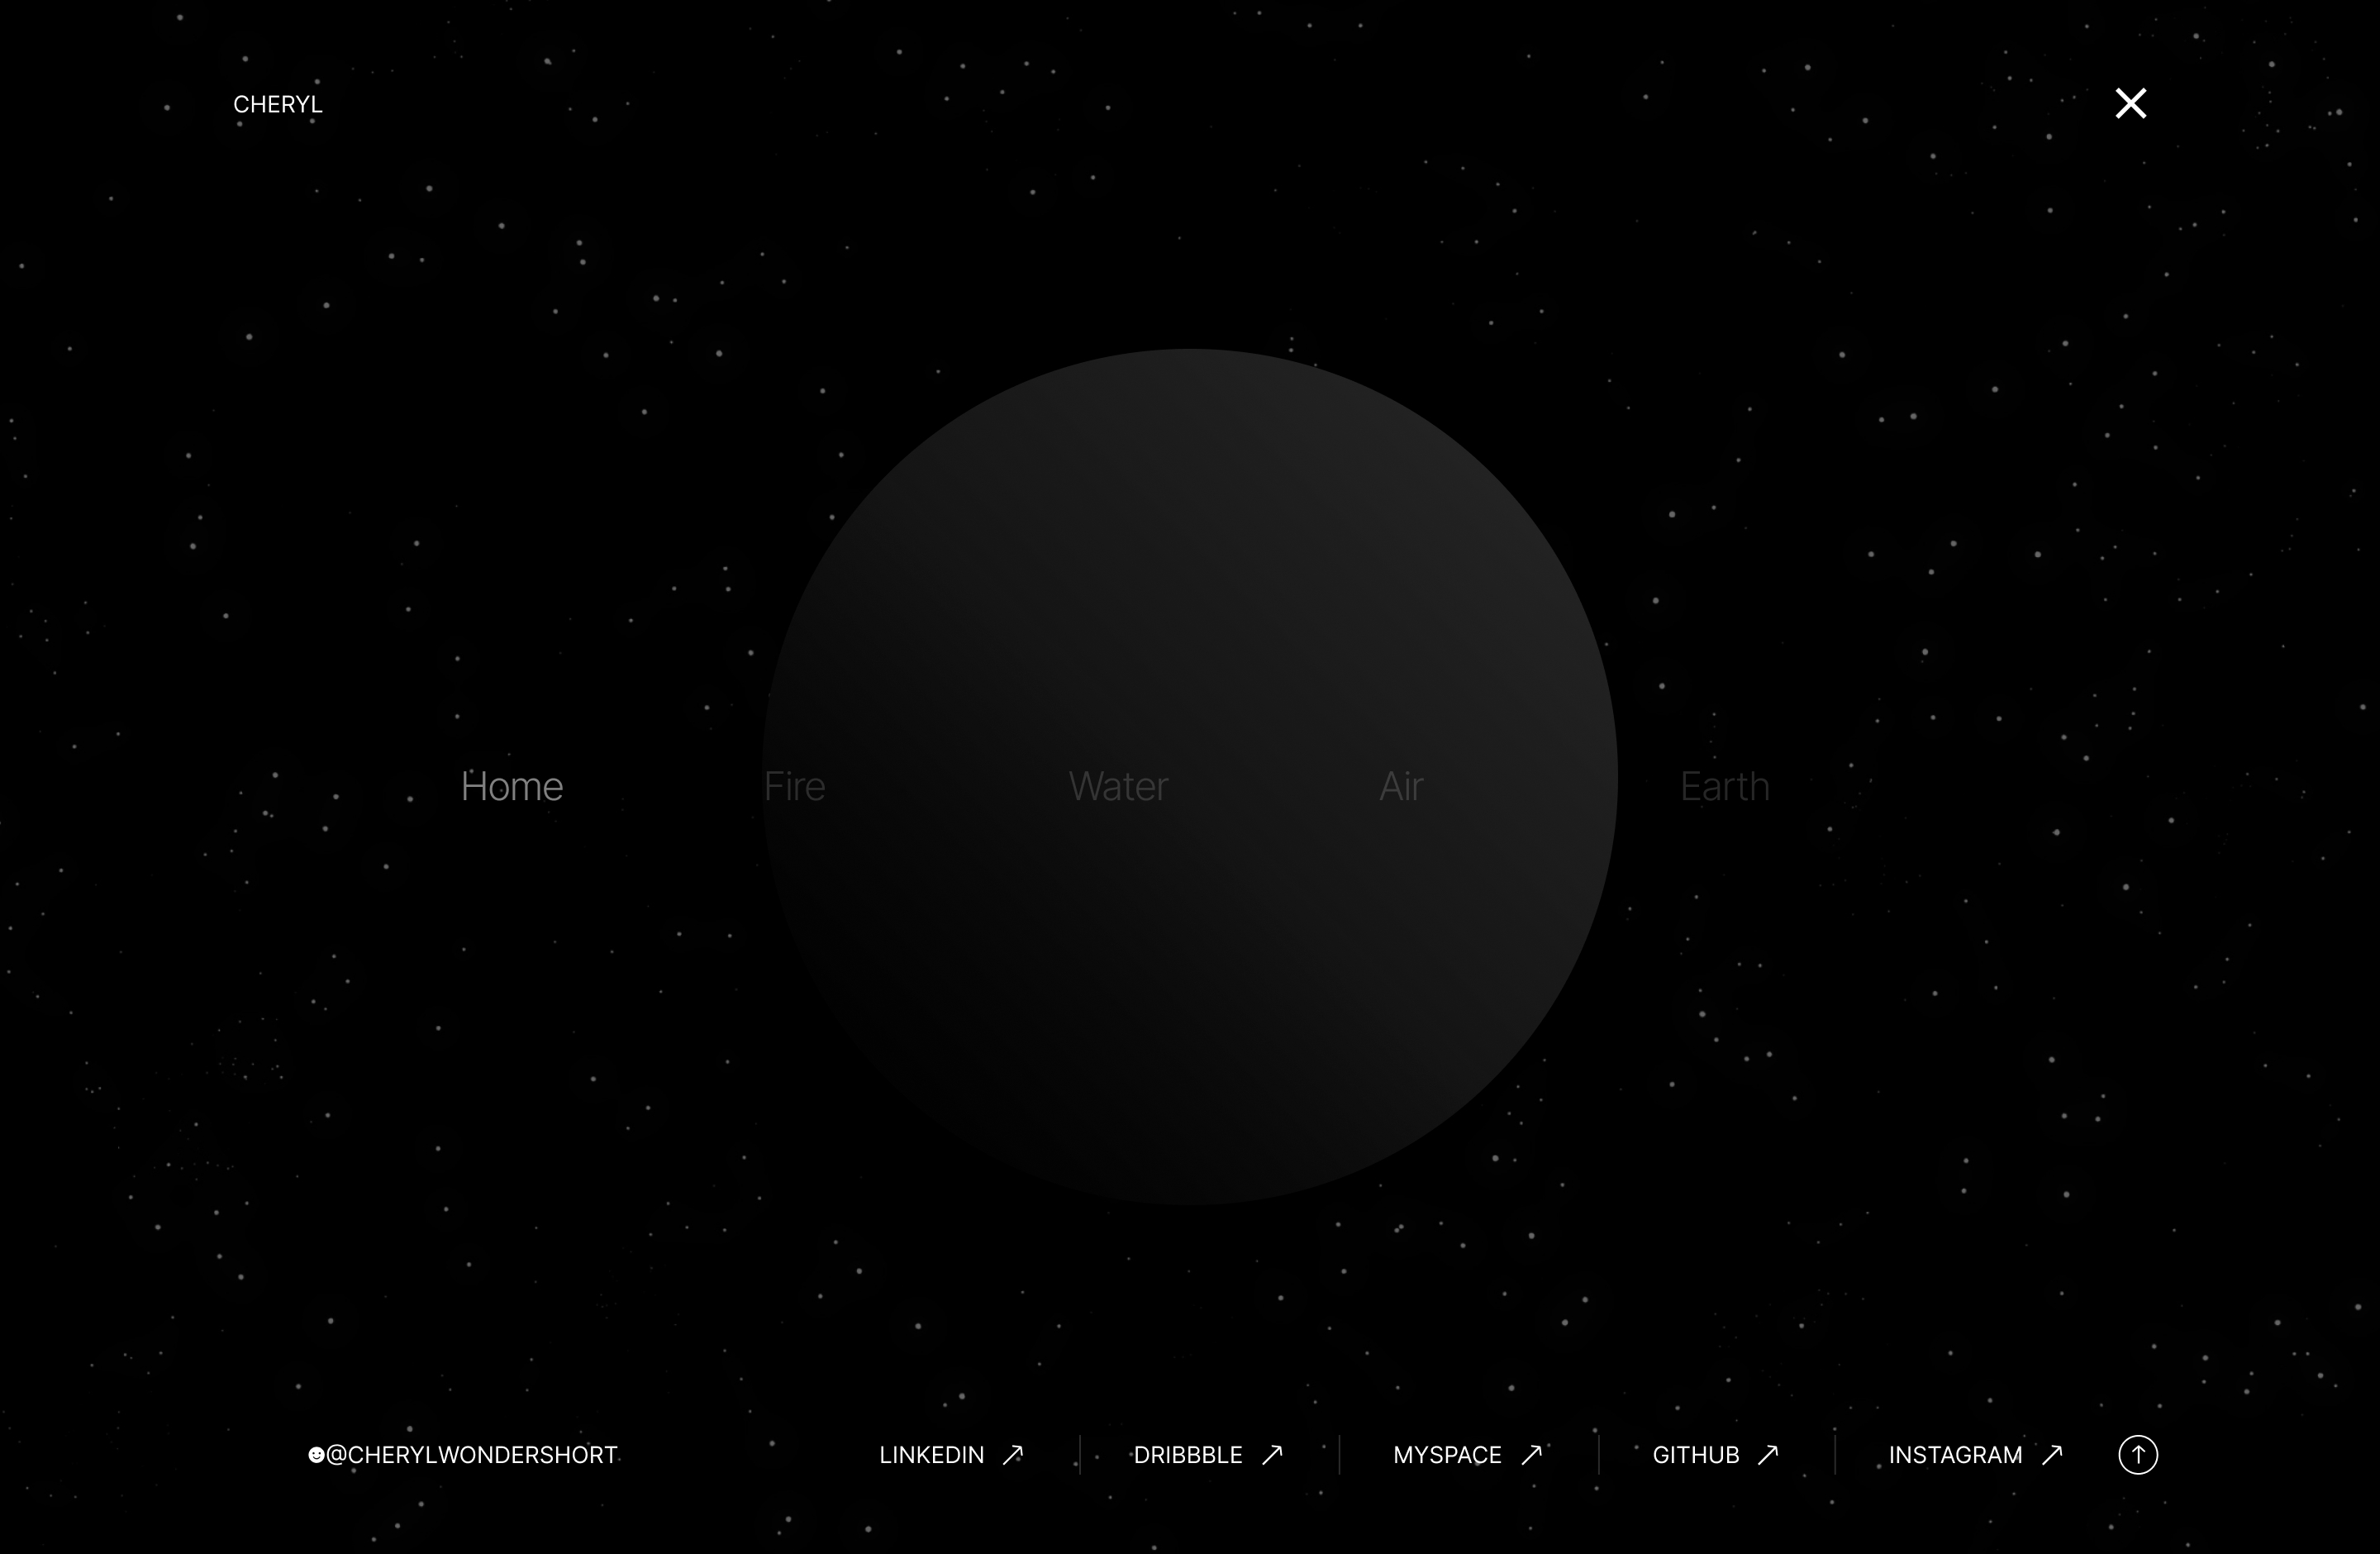 CHERYL
Home Fire Water Air Earth
☻@CHERYLWONDERSHORT LINKEDIN ↗ DRIBBBLE ↗ MYSPACE ↗ GITHUB ↗ INSTAGRAM ↗